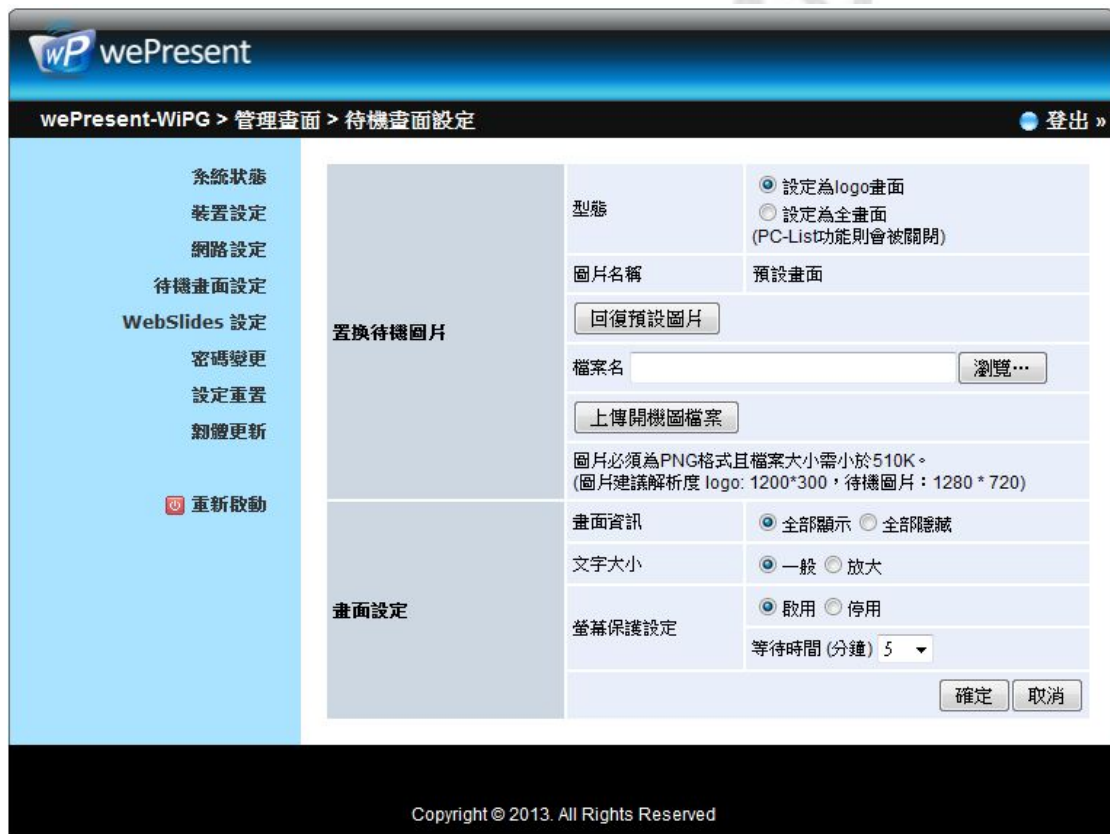 wP wePresent
wePresent-WiPG > 管理畫面 > 待機畫面設定
登出 »
系統狀態
裝置設定
網路設定
待機畫面設定
WebSlides 設定
密碼變更
設定重置
韌體更新
重新啟動
置換待機圖片
型態
設定為logo畫面
設定為全畫面
(PC-List功能則會被關閉)
圖片名稱
預設畫面
回復預設圖片
檔案名
瀏覽…
上傳開機圖檔案
圖片必須為PNG格式且檔案大小需小於510K。
(圖片建議解析度 logo: 1200*300，待機圖片：1280 * 720)
畫面設定
畫面資訊
全部顯示 全部隱藏
文字大小
一般 放大
螢幕保護設定
啟用 停用
等待時間 (分鐘) 5
確定 取消
Copyright © 2013. All Rights Reserved